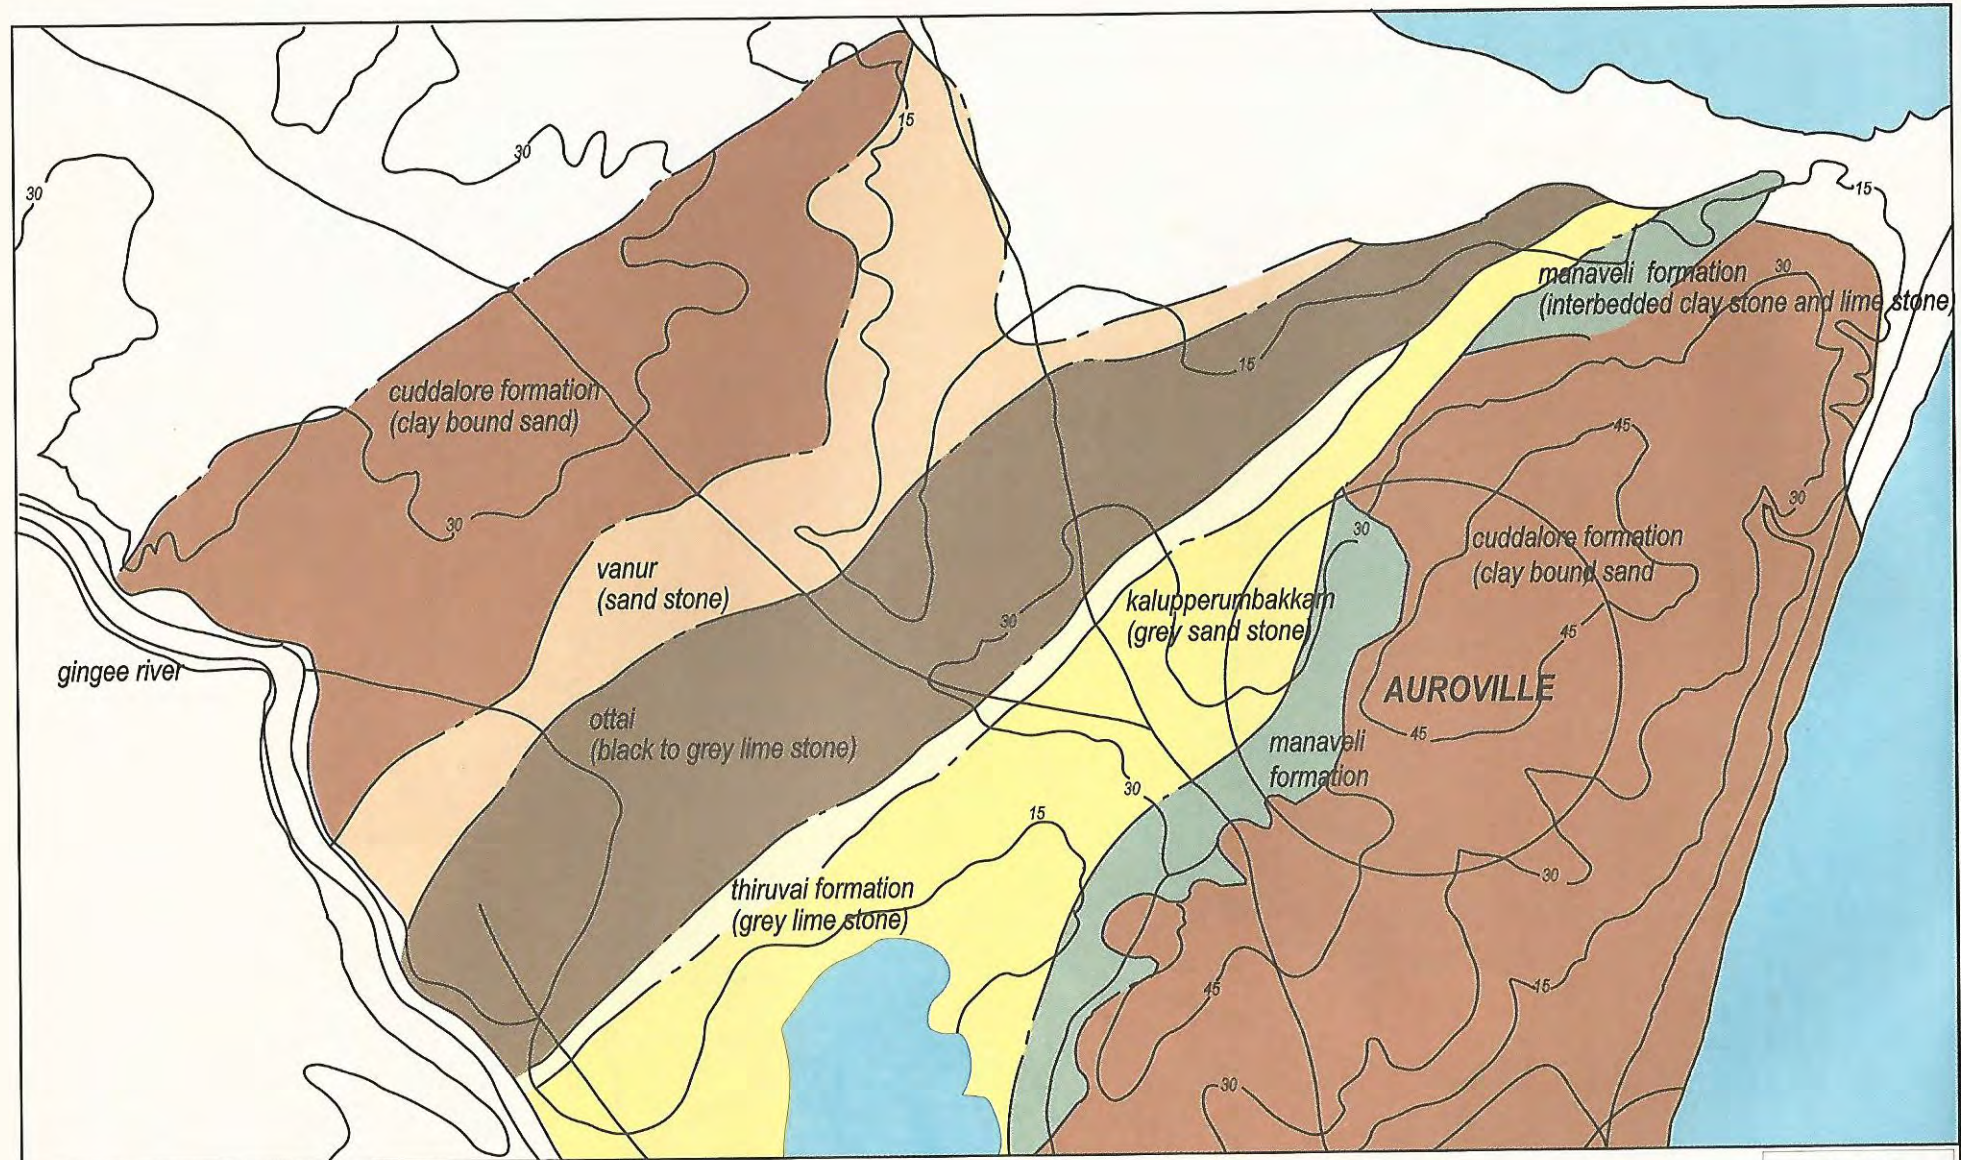 15
30
30
15
manaveli formation
(interbedded clay stone and lime stone)
30
15
cuddalore formation
(clay bound sand)
45
30
30
30
cuddalore formation
(clay bound sand
vanur
(sand stone)
kalupperumbakkam
(grey sand stone)
30
45
gingee river
AUROVILLE
ottai
(black to grey lime stone)
45
manaveli
formation
30
15
thiruvai formation
(grey lime stone)
30
45
15
30